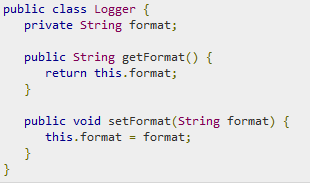 public class Logger {
   private String format;

   public String getFormat() {
      return this.format;
   }

   public void setFormat(String format) {
      this.format = format;
   }
}